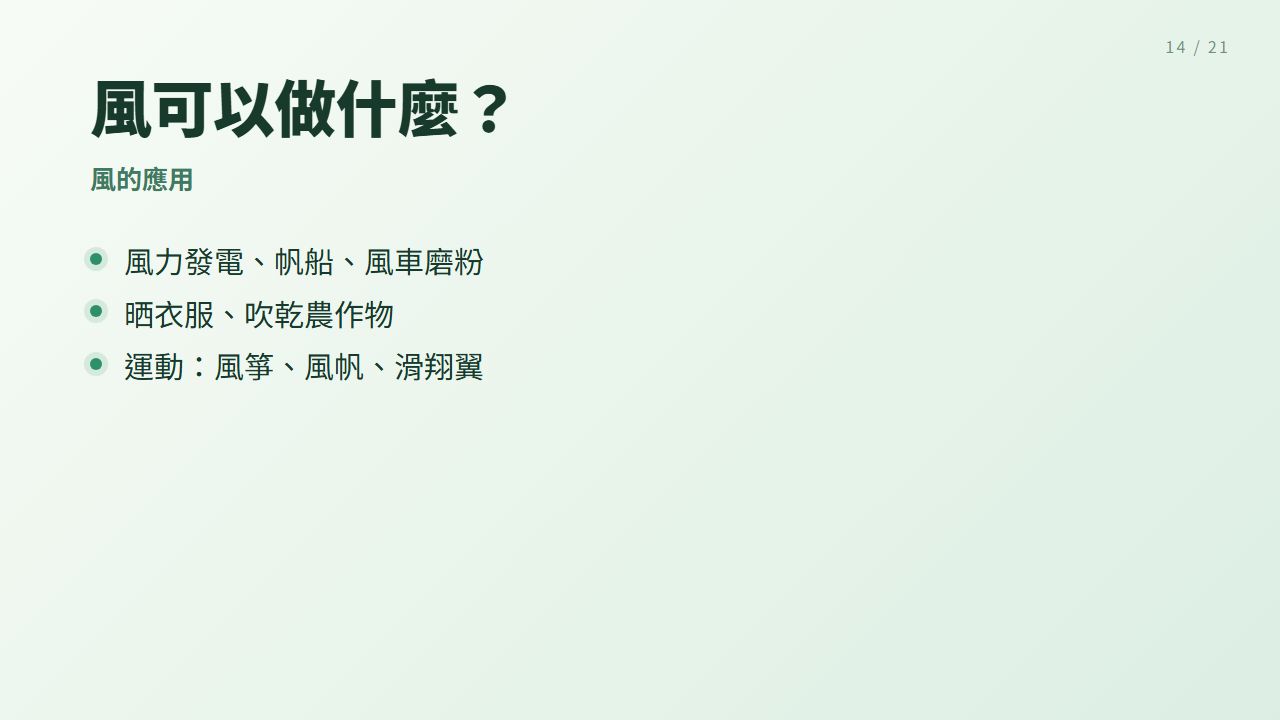 14 / 21
風可以做什麼？
風的應用
風力發電、帆船、風車磨粉
晒衣服、吹乾農作物
運動：風箏、風帆、滑翔翼